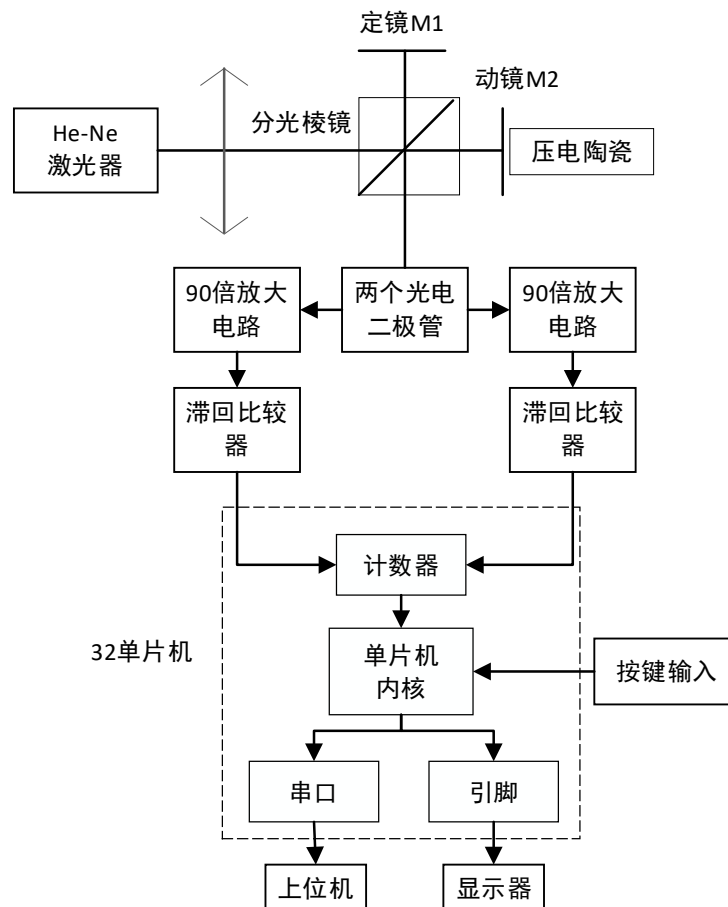 定镜M1
动镜M2
He-Ne
激光器
分光棱镜
压电陶瓷
90倍放大
电路
两个光电
二极管
90倍放大
电路
滞回比较
器
滞回比较
器
计数器
32单片机
单片机
内核
按键输入
串口
引脚
上位机
显示器